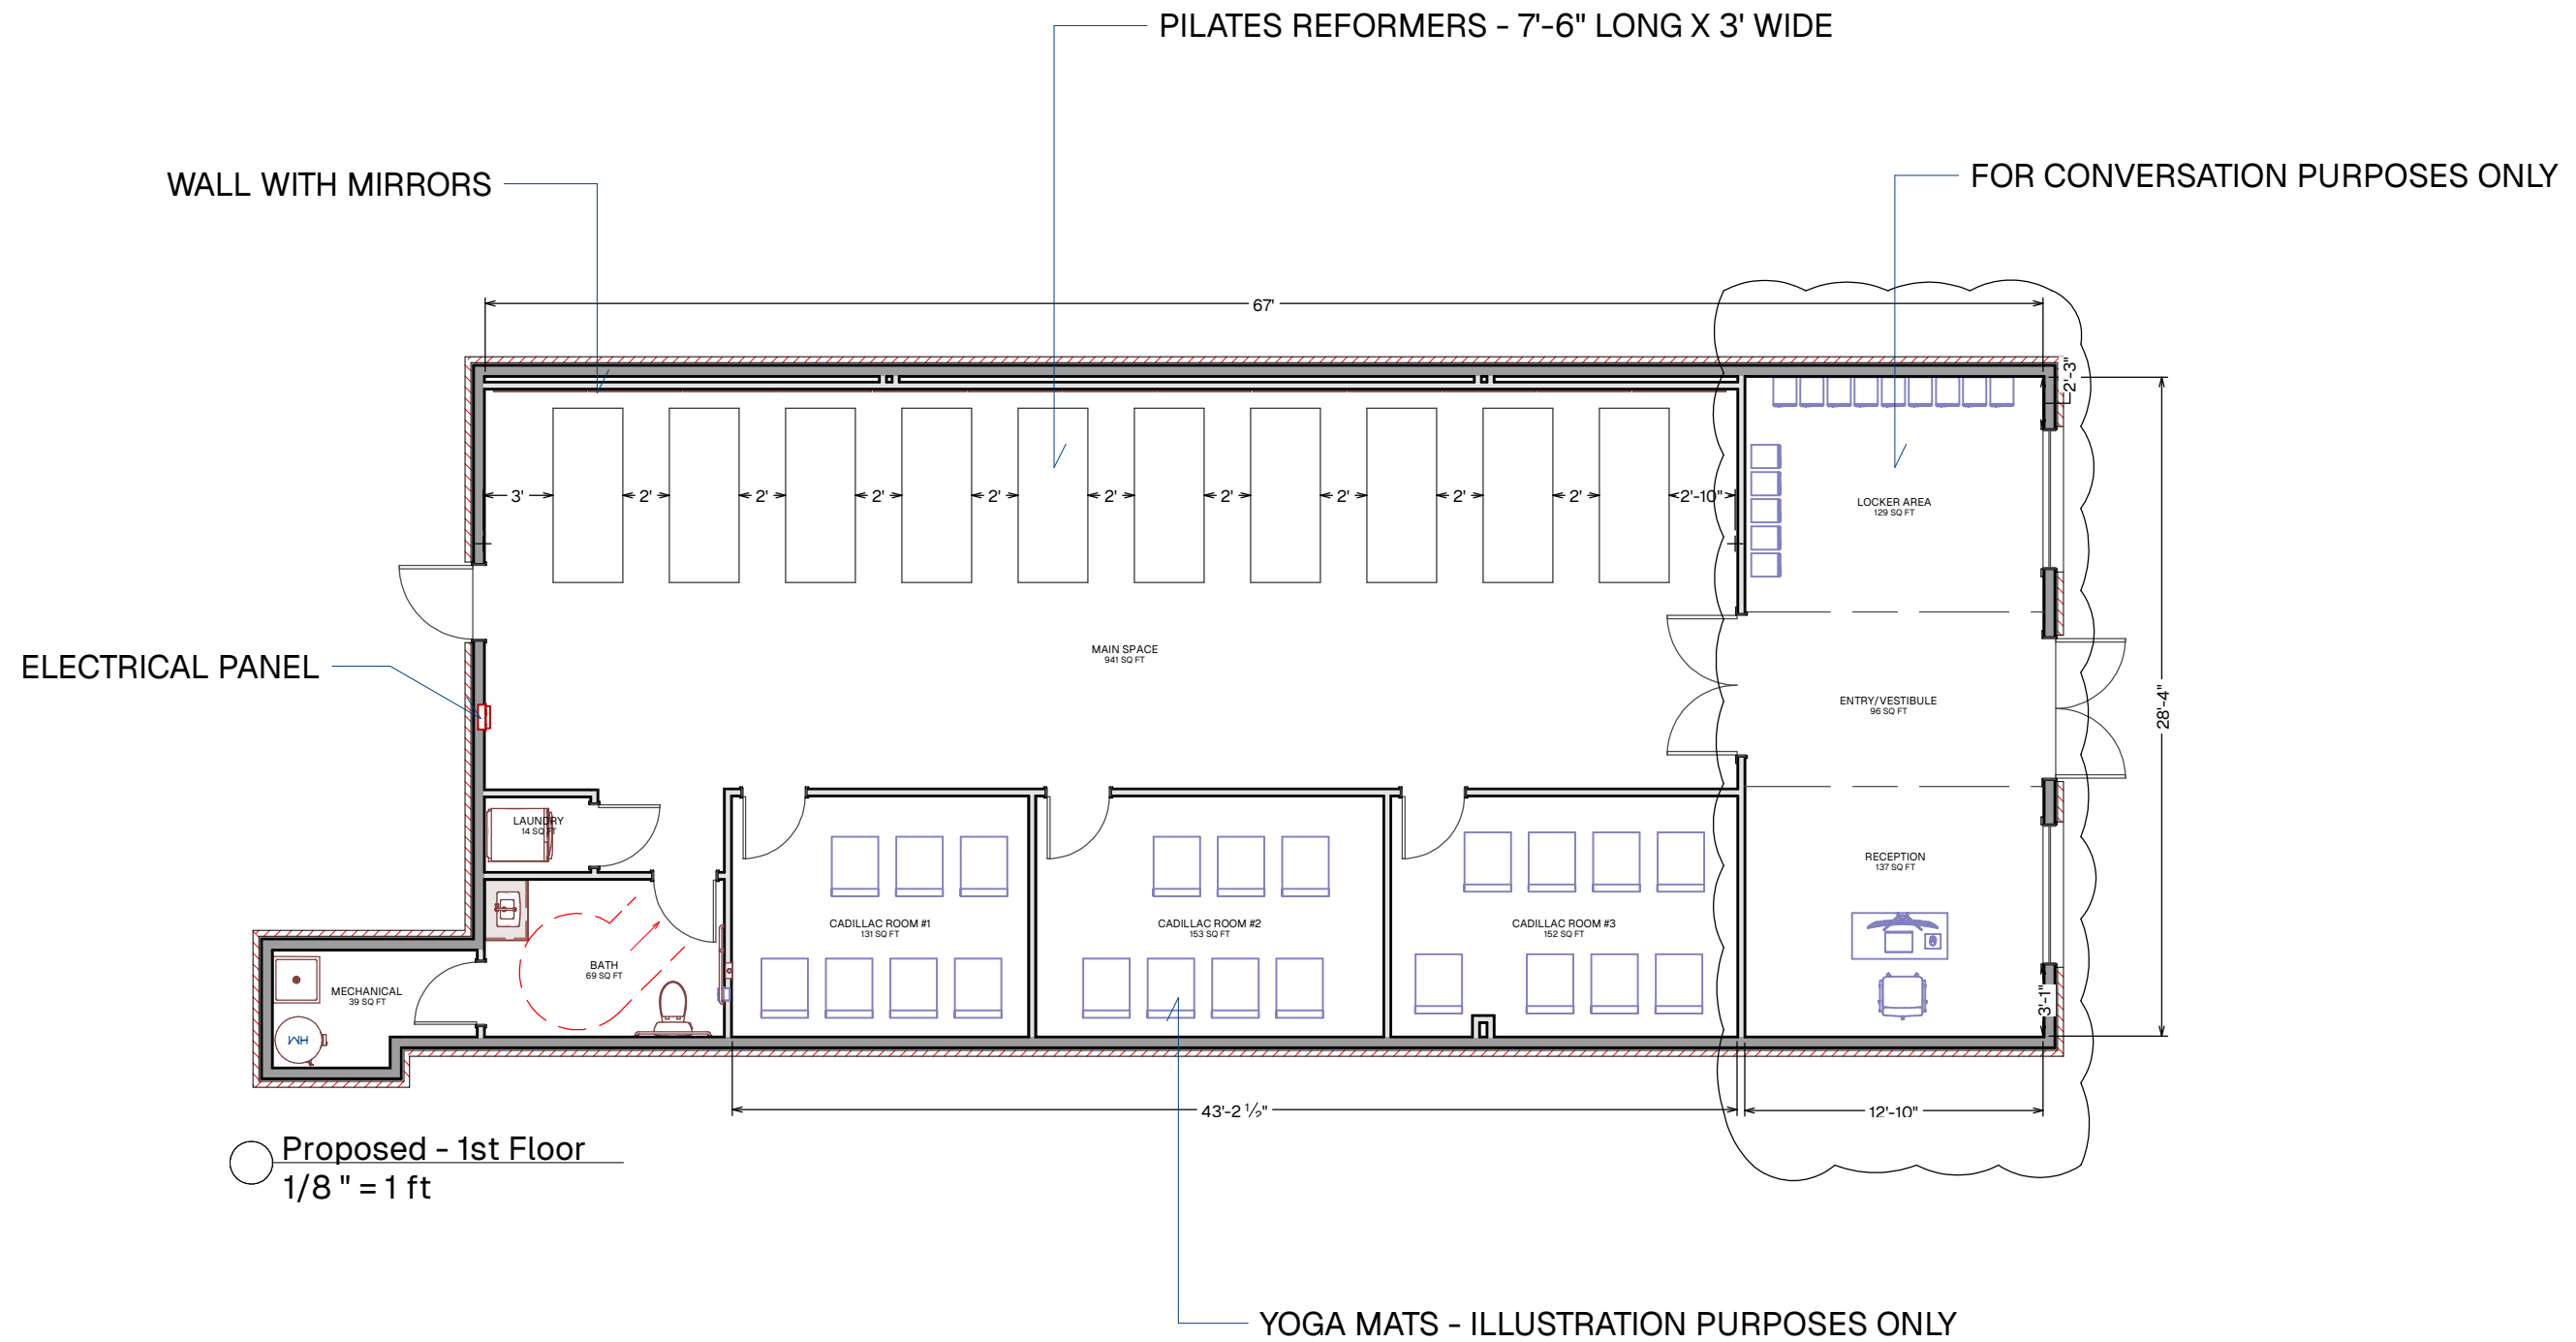 PILATES REFORMERS - 7'-6" LONG X 3' WIDE
WALL WITH MIRRORS
FOR CONVERSATION PURPOSES ONLY
67'
2'-3"
3'
2'
2'
2'
2'
2'
2'
2'
2'
2'
2'-10"
LOCKER AREA
129 SQ FT
MAIN SPACE
941 SQ FT
ELECTRICAL PANEL
ENTRY/VESTIBULE
96 SQ FT
28'-4"
LAUNDRY
14 SQ FT
RECEPTION
137 SQ FT
CADILLAC ROOM #1
131 SQ FT
CADILLAC ROOM #2
153 SQ FT
CADILLAC ROOM #3
152 SQ FT
BATH
69 SQ FT
MECHANICAL
39 SQ FT
3'-1"
WH
43'-2 ½"
12'-10"
Proposed - 1st Floor
1/8 " = 1 ft
YOGA MATS - ILLUSTRATION PURPOSES ONLY